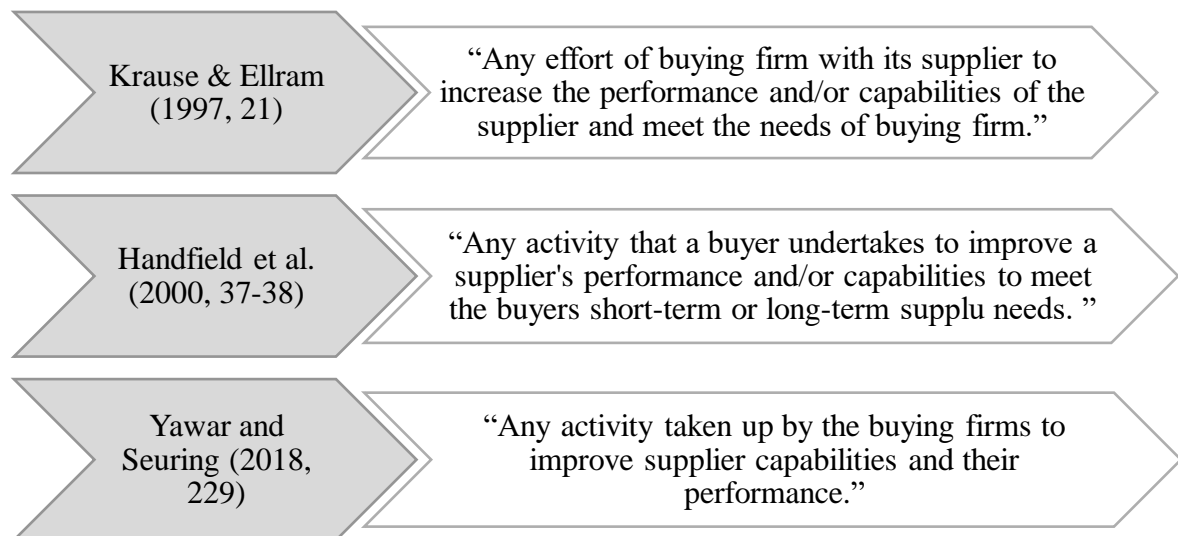 Krause & Ellram
(1997, 21)
“Any effort of buying firm with its supplier to
increase the performance and/or capabilities of the
supplier and meet the needs of buying firm.”
Handfield et al.
(2000, 37-38)
“Any activity that a buyer undertakes to improve a
supplier's performance and/or capabilities to meet
the buyers short-term or long-term supplu needs. ”
Yawar and
Seuring (2018,
229)
“Any activity taken up by the buying firms to
improve supplier capabilities and their
performance.”